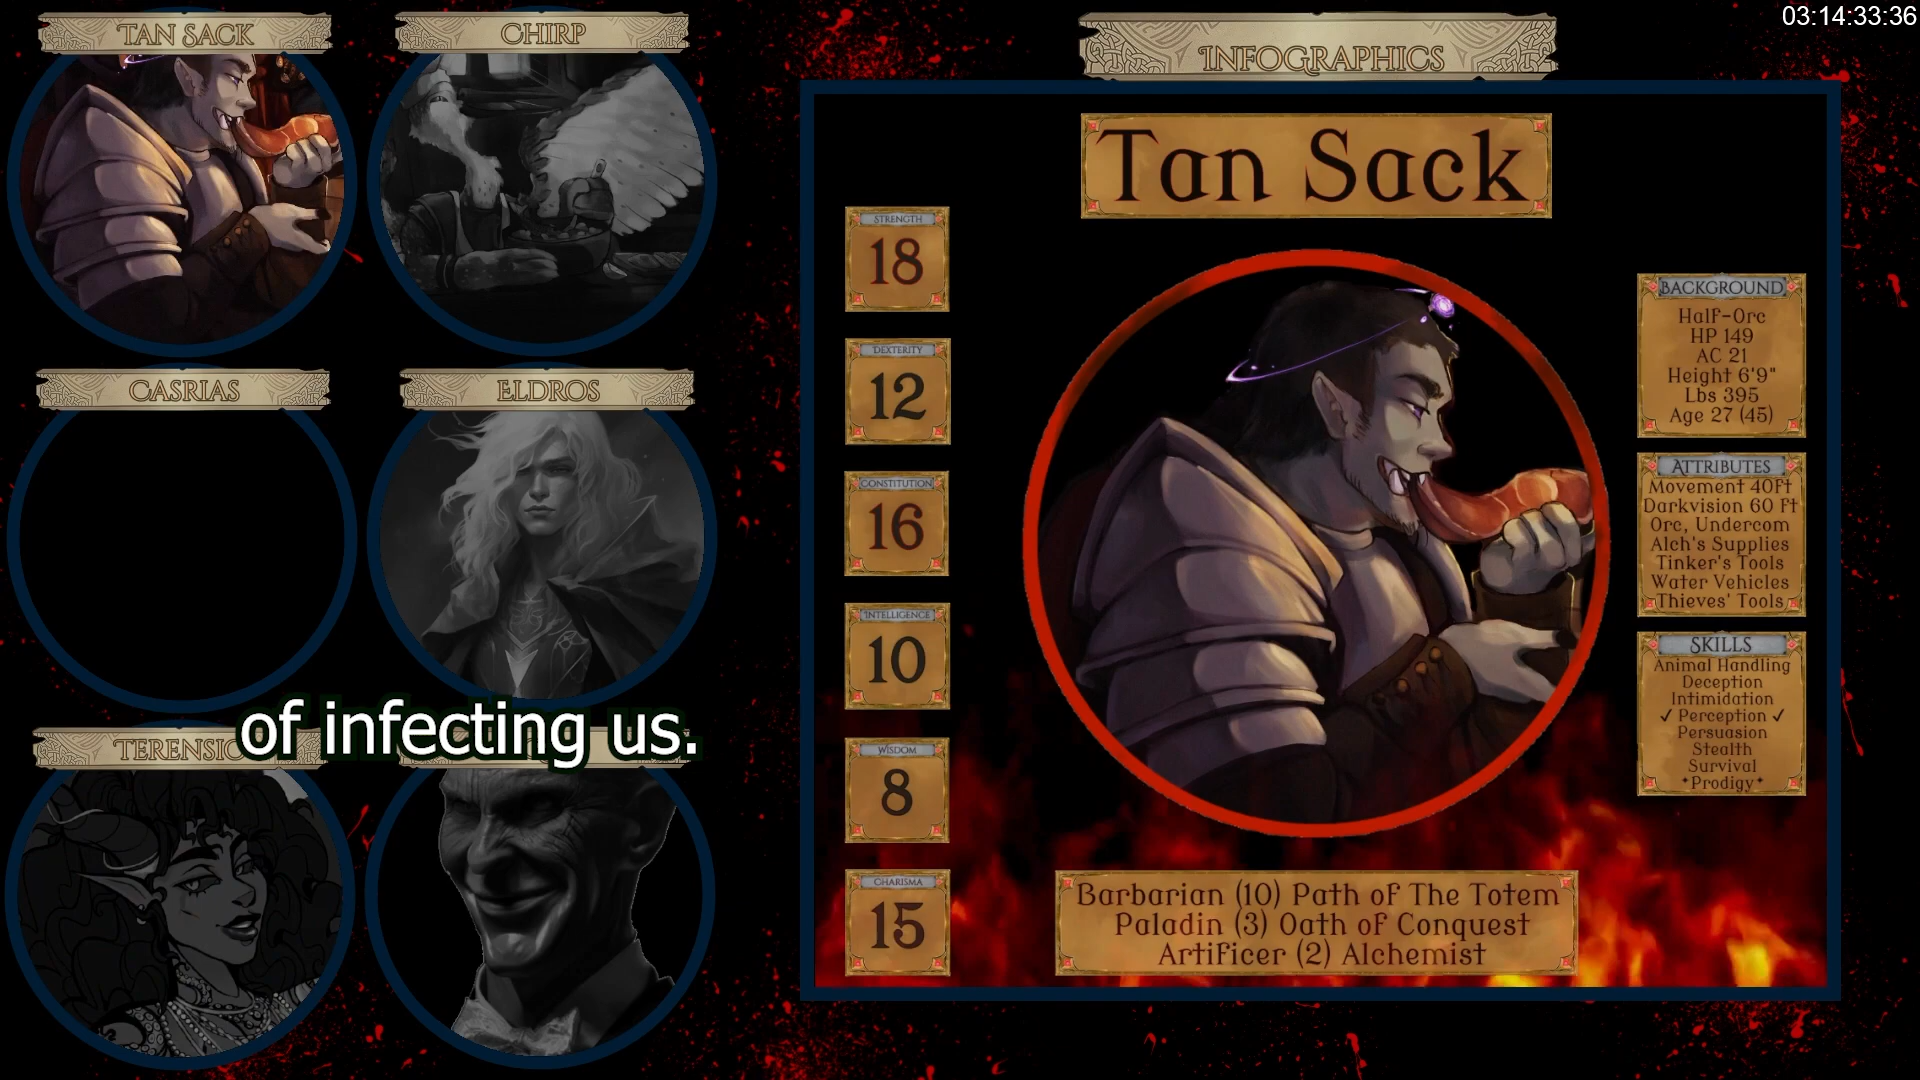 03:14:33:36
TAN SACK
CHIRP
INFOGRAPHICS
Tan Sack
STRENGTH
18
DEXTERITY
12
CONSTITUTION
16
INTELLIGENCE
10
WISDOM
8
CHARISMA
15
BACKGROUND
Half-Orc
HP 149
AC 21
Height 6'9"
Lbs 395
Age 27 (45)
ATTRIBUTES
Movement 40Ft
Darkvision 60 Ft
Orc, Undercom
Alch's Supplies
Tinker's Tools
Water Vehicles
Thieves' Tools
SKILLS
Animal Handling
Deception
Intimidation
✓ Perception ✓
Persuasion
Stealth
Survival
*Prodigy*
CASRIAS
ELDROS
of infecting us.
Barbarian (10) Path of The Totem
Paladin (3) Oath of Conquest
Artificer (2) Alchemist